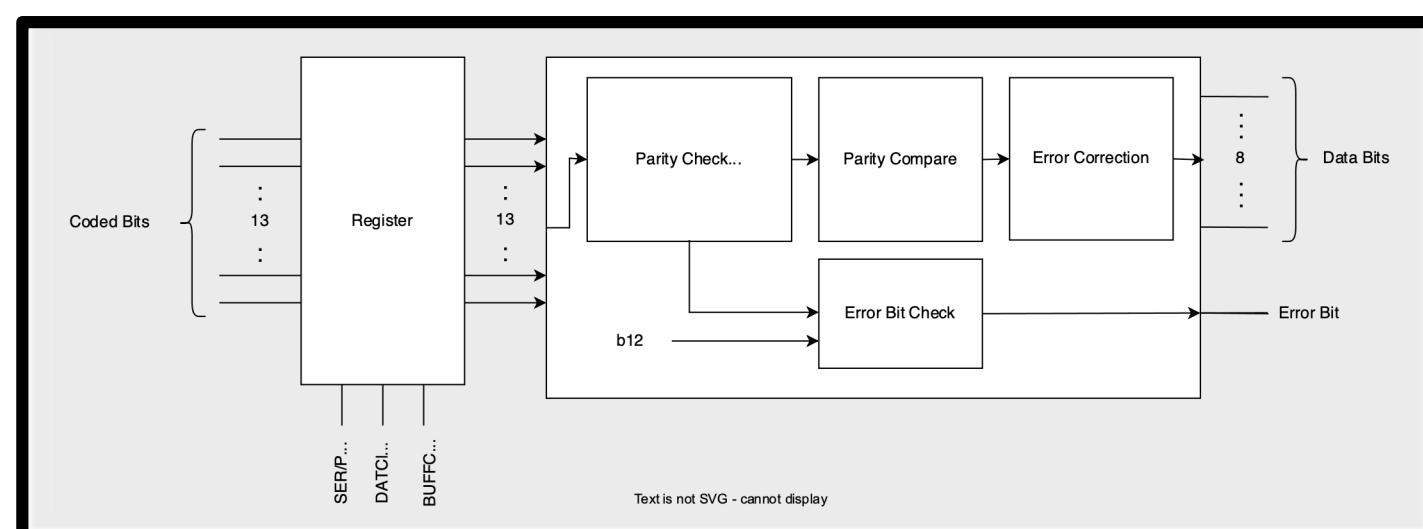 Coded Bits
13
Register
13
Parity Check...
Parity Compare
Error Correction
8
Data Bits
Error Bit Check
Error Bit
b12
SER/P...
DATCl...
BUFFC...
Text is not SVG - cannot display